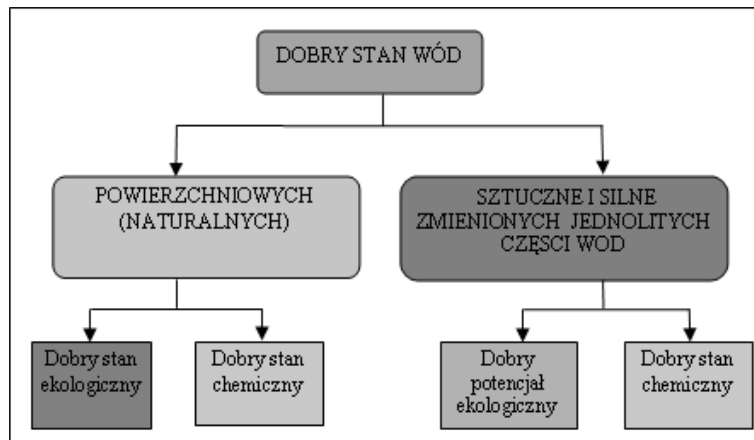 DOBRY STAN WÓD
POWIERZCHNIOWYCH
(NATURALNYCH)
SZTUCZNE I SILNE
ZMIENIONYCH JEDNOLITYCH
CZĘSCI WOD
Dobry stan
ekologiczny
Dobry stan
chemiczny
Dobry
potencjał
ekologiczny
Dobry stan
chemiczny